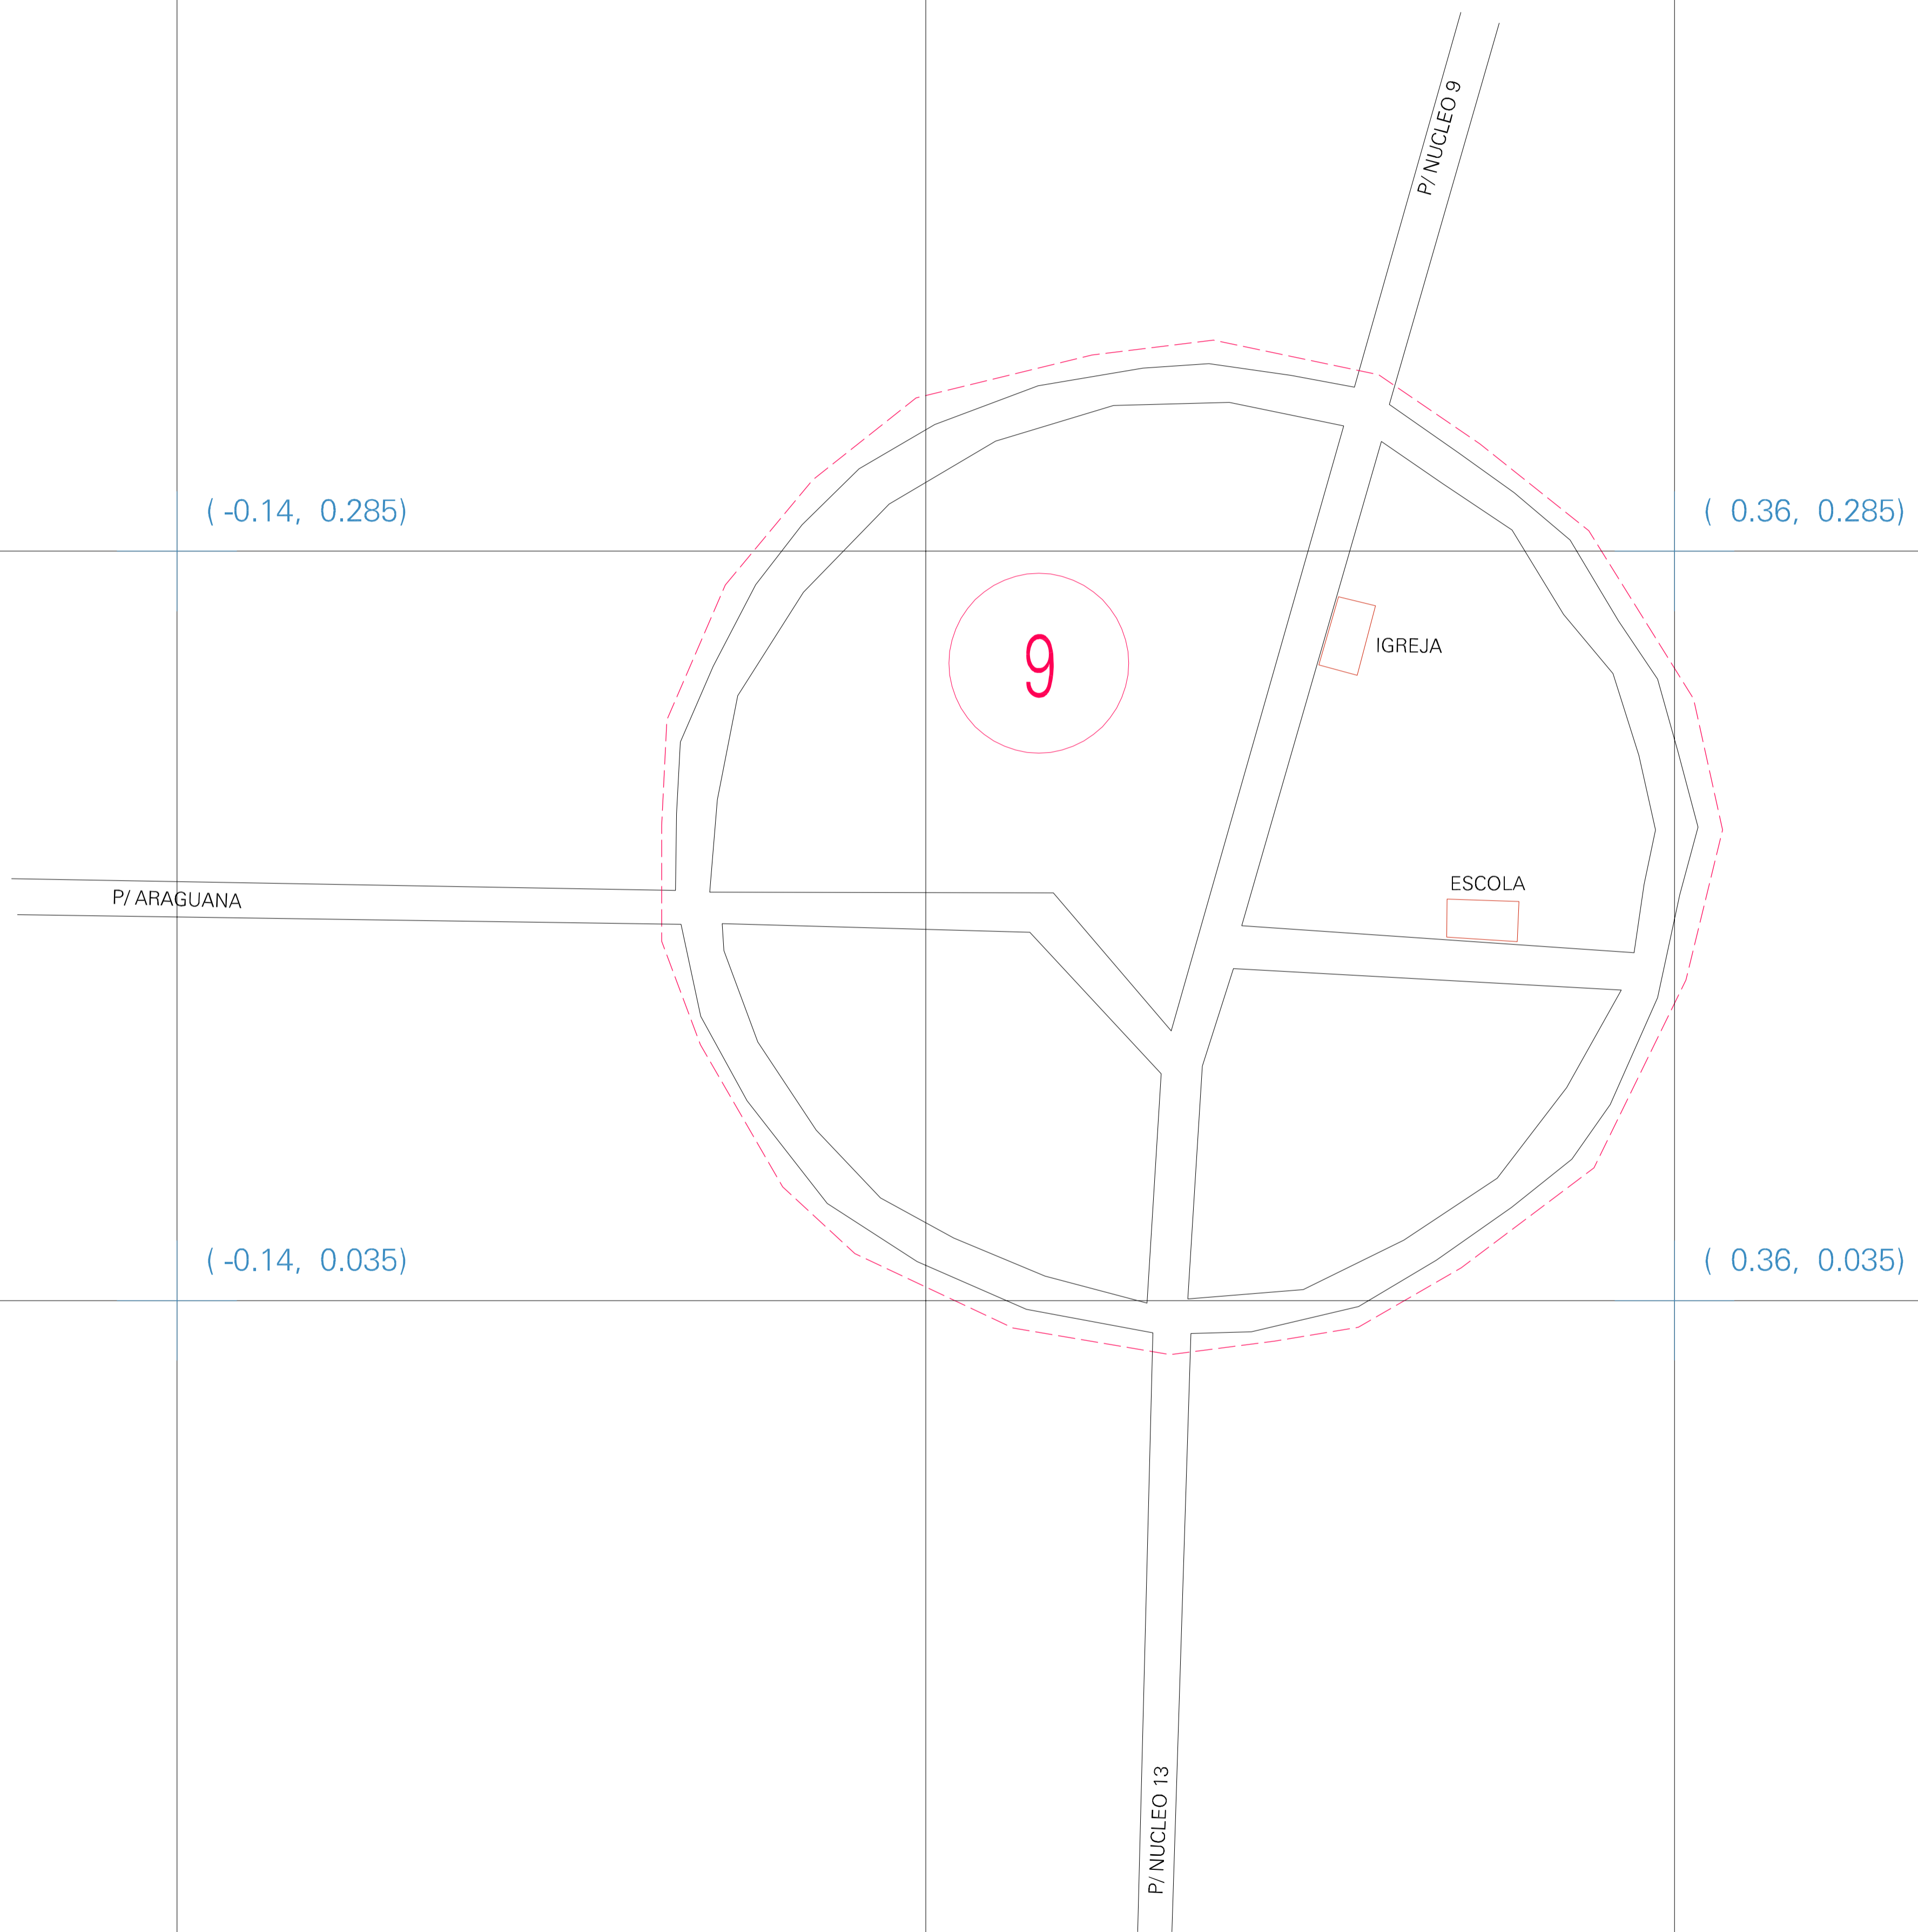 P/ NUCLEO 9
( -0.14, 0.285)
( 0.36, 0.285)
9
IGREJA
ESCOLA
P/ ARAGUANA
( -0.14, 0.035)
( 0.36, 0.035)
P/ NUCLEO 13